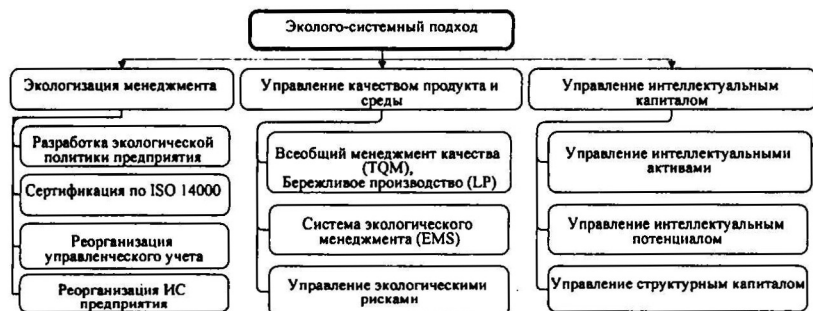 Эколого-системный подход
Экологизация менеджмента
Управление качеством продукта и
среды
Управление интеллектуальным
капиталом
Разработка экологической
политики предприятия
Сертификация по ISO 14000
Реорганизация
управленческого учета
Реорганизация ИС
предприятия
Всеобщий менеджмент качества
(TQM),
Бережливое производство (LP)
Система экологического
менеджмента (EMS)
Управление экологическими
рисками
Управление интеллектуальными
активами
Управление интеллектуальным
потенциалом
Управление структурным капиталом